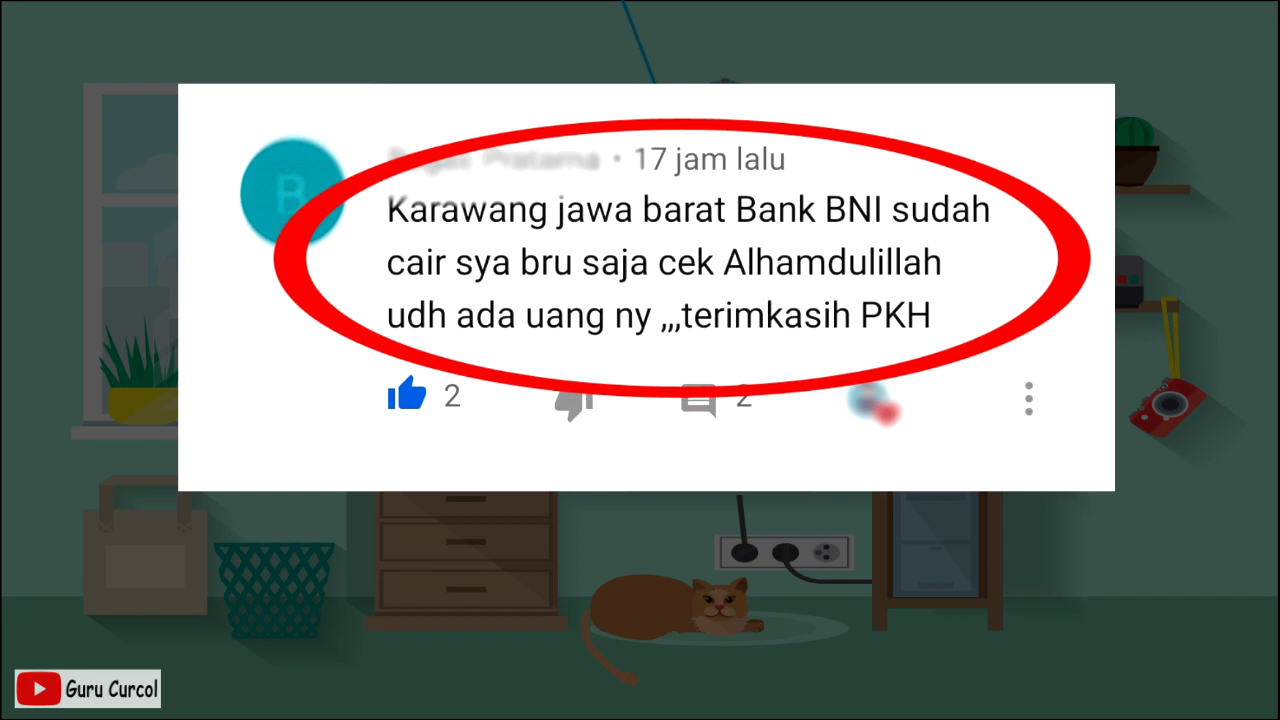 B
17 jam lalu
Karawang jawa barat Bank BNI sudah
cair sya bru saja cek Alhamdulillah
udh ada uang ny ,,,terimkasih PKH
2
2
Guru Curcol